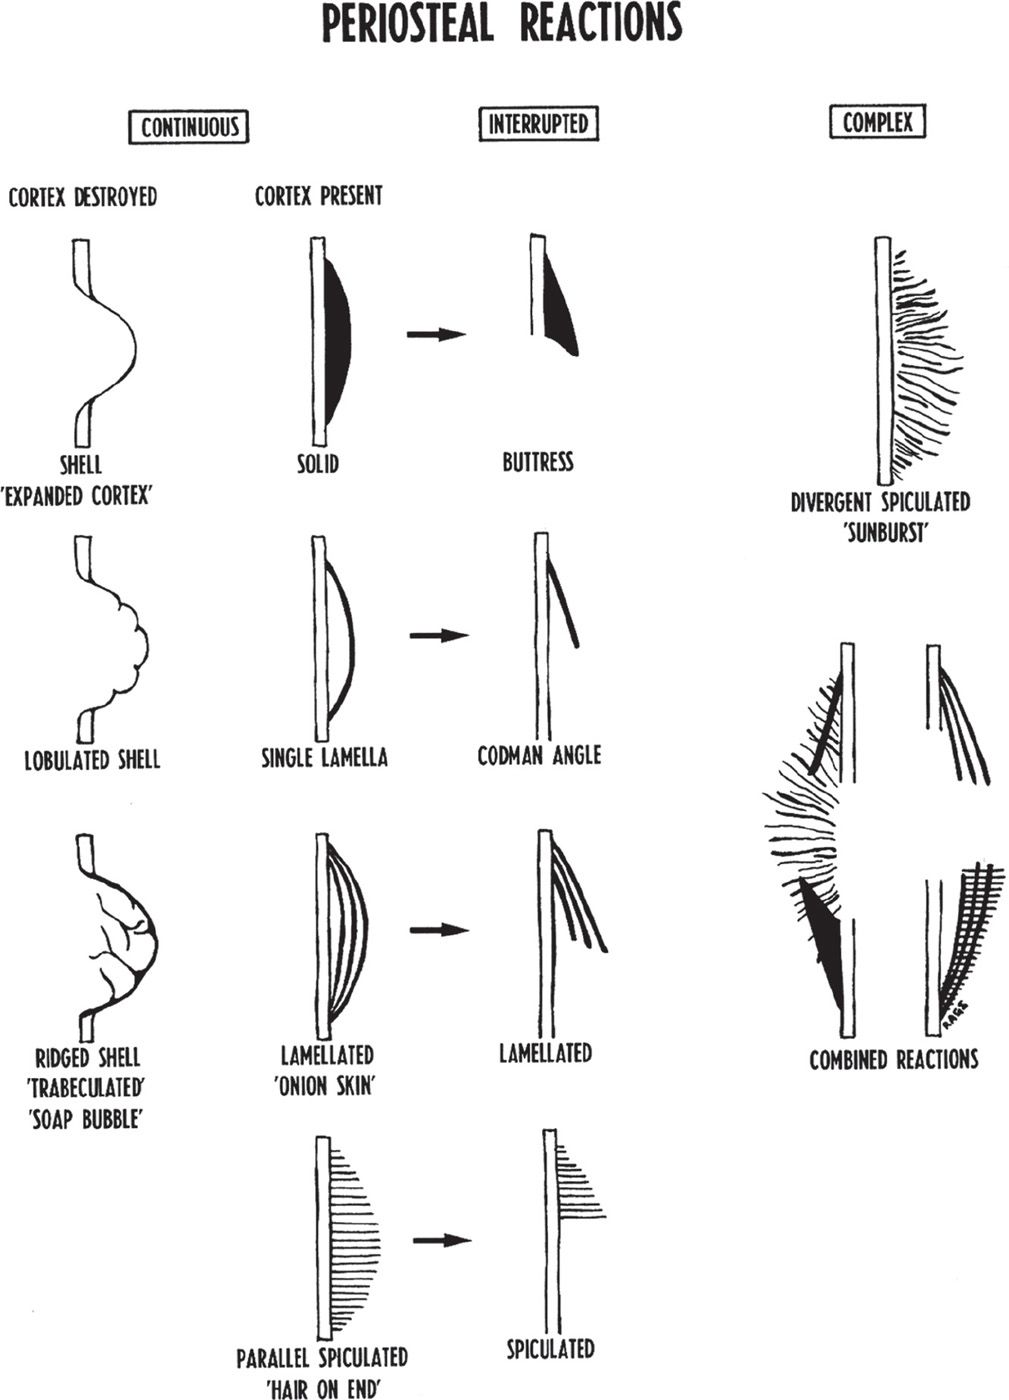 PERIOSTEAL REACTIONS
CONTINUOUS
INTERRUPTED
COMPLEX
CORTEX DESTROYED
CORTEX PRESENT
SHELL
'EXPANDED CORTEX'
SOLID
BUTTRESS
DIVERGENT SPICULATED
'SUNBURST'
LOBULATED SHELL
SINGLE LAMELLA
CODMAN ANGLE
RIDGED SHELL
'TRABECULATED'
'SOAP BUBBLE'
LAMELLATED
'ONION SKIN'
LAMELLATED
RAGS
COMBINED REACTIONS
PARALLEL SPICULATED
'HAIR ON END'
SPICULATED